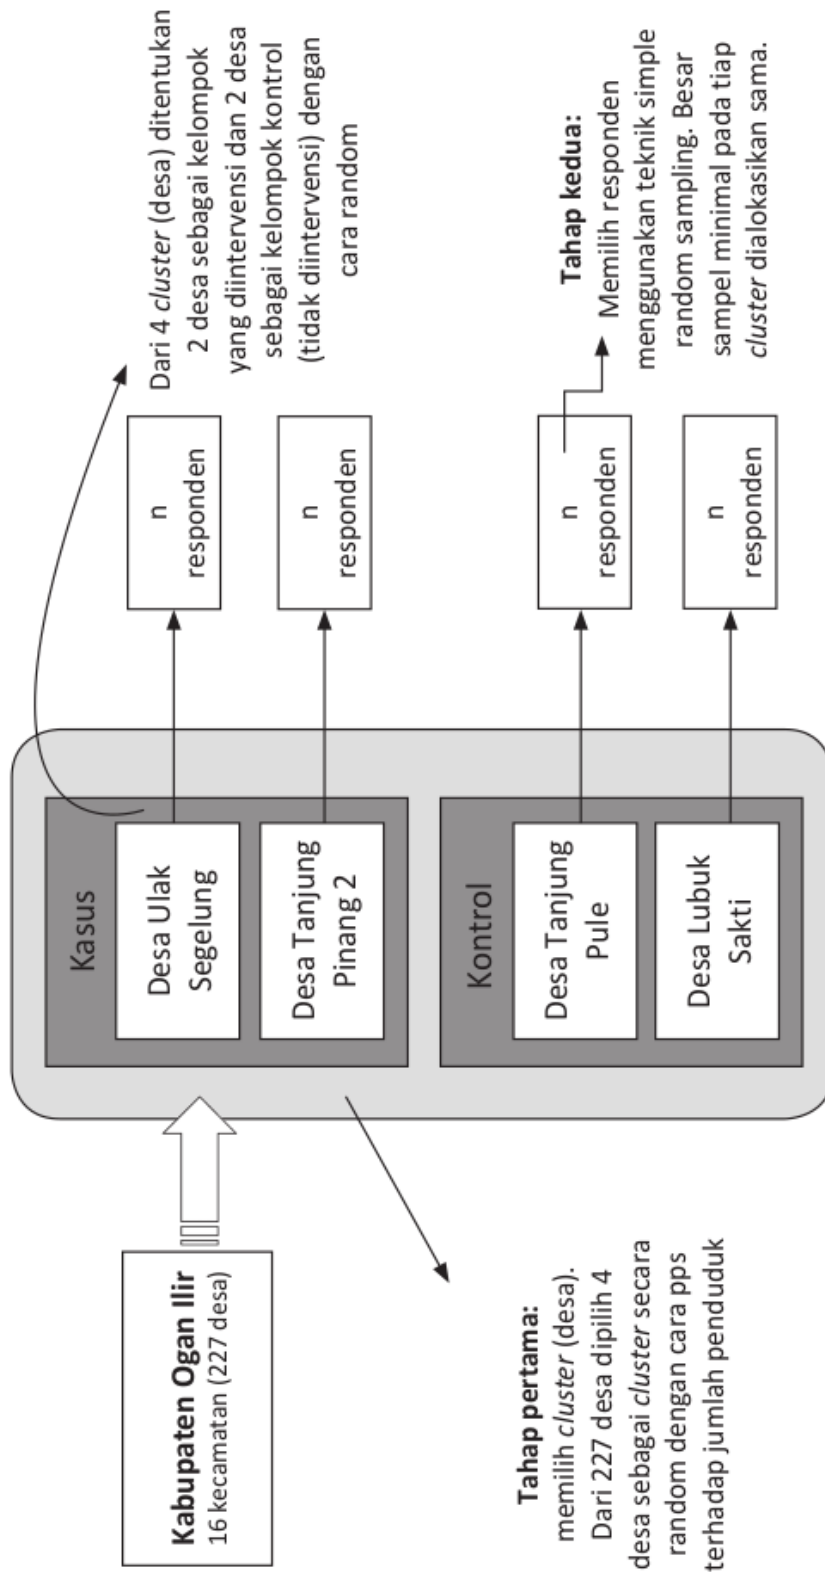 Kabupaten Ogan Ilir
16 kecamatan (227 desa)
Tahap pertama:
memilih cluster (desa).
Dari 227 desa dipilih 4
desa sebagai cluster secara
random dengan cara pps
terhadap jumlah penduduk
Kasus
Desa Ulak
Segelung
Desa Tanjung
Pinang 2
Kontrol
Desa Tanjung
Pule
Desa Lubuk
Sakti
n
responden
n
responden
n
responden
n
responden
Dari 4 cluster (desa) ditentukan
2 desa sebagai kelompok
yang diintervensi dan 2 desa
sebagai kelompok kontrol
(tidak diintervensi) dengan
cara random
Tahap kedua:
Memilih responden
menggunakan teknik simple
random sampling. Besar
sampel minimal pada tiap
cluster dialokasikan sama.